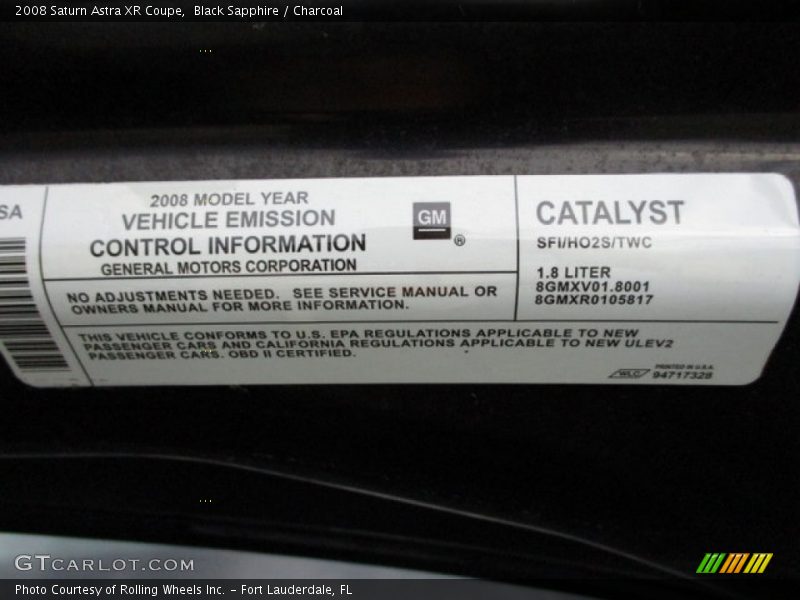 2008 Saturn Astra XR Coupe,  Black Sapphire / Charcoal
SA
2008 MODEL YEAR
VEHICLE EMISSION
CONTROL INFORMATION
GENERAL MOTORS CORPORATION
GM
®
CATALYST
SFI/HO2S/TWC
1.8 LITER
8GMXV01.8001
8GMXR0105817
NO ADJUSTMENTS NEEDED.  SEE SERVICE MANUAL OR
OWNERS MANUAL FOR MORE INFORMATION.
THIS VEHICLE CONFORMS TO U.S. EPA REGULATIONS APPLICABLE TO NEW
PASSENGER CARS AND CALIFORNIA REGULATIONS APPLICABLE TO NEW ULEV2
PASSENGER CARS. OBD II CERTIFIED.
WLC
PRINTED IN U.S.A.
94717328
GTCARLOT.COM
Photo Courtesy of Rolling Wheels Inc. – Fort Lauderdale, FL